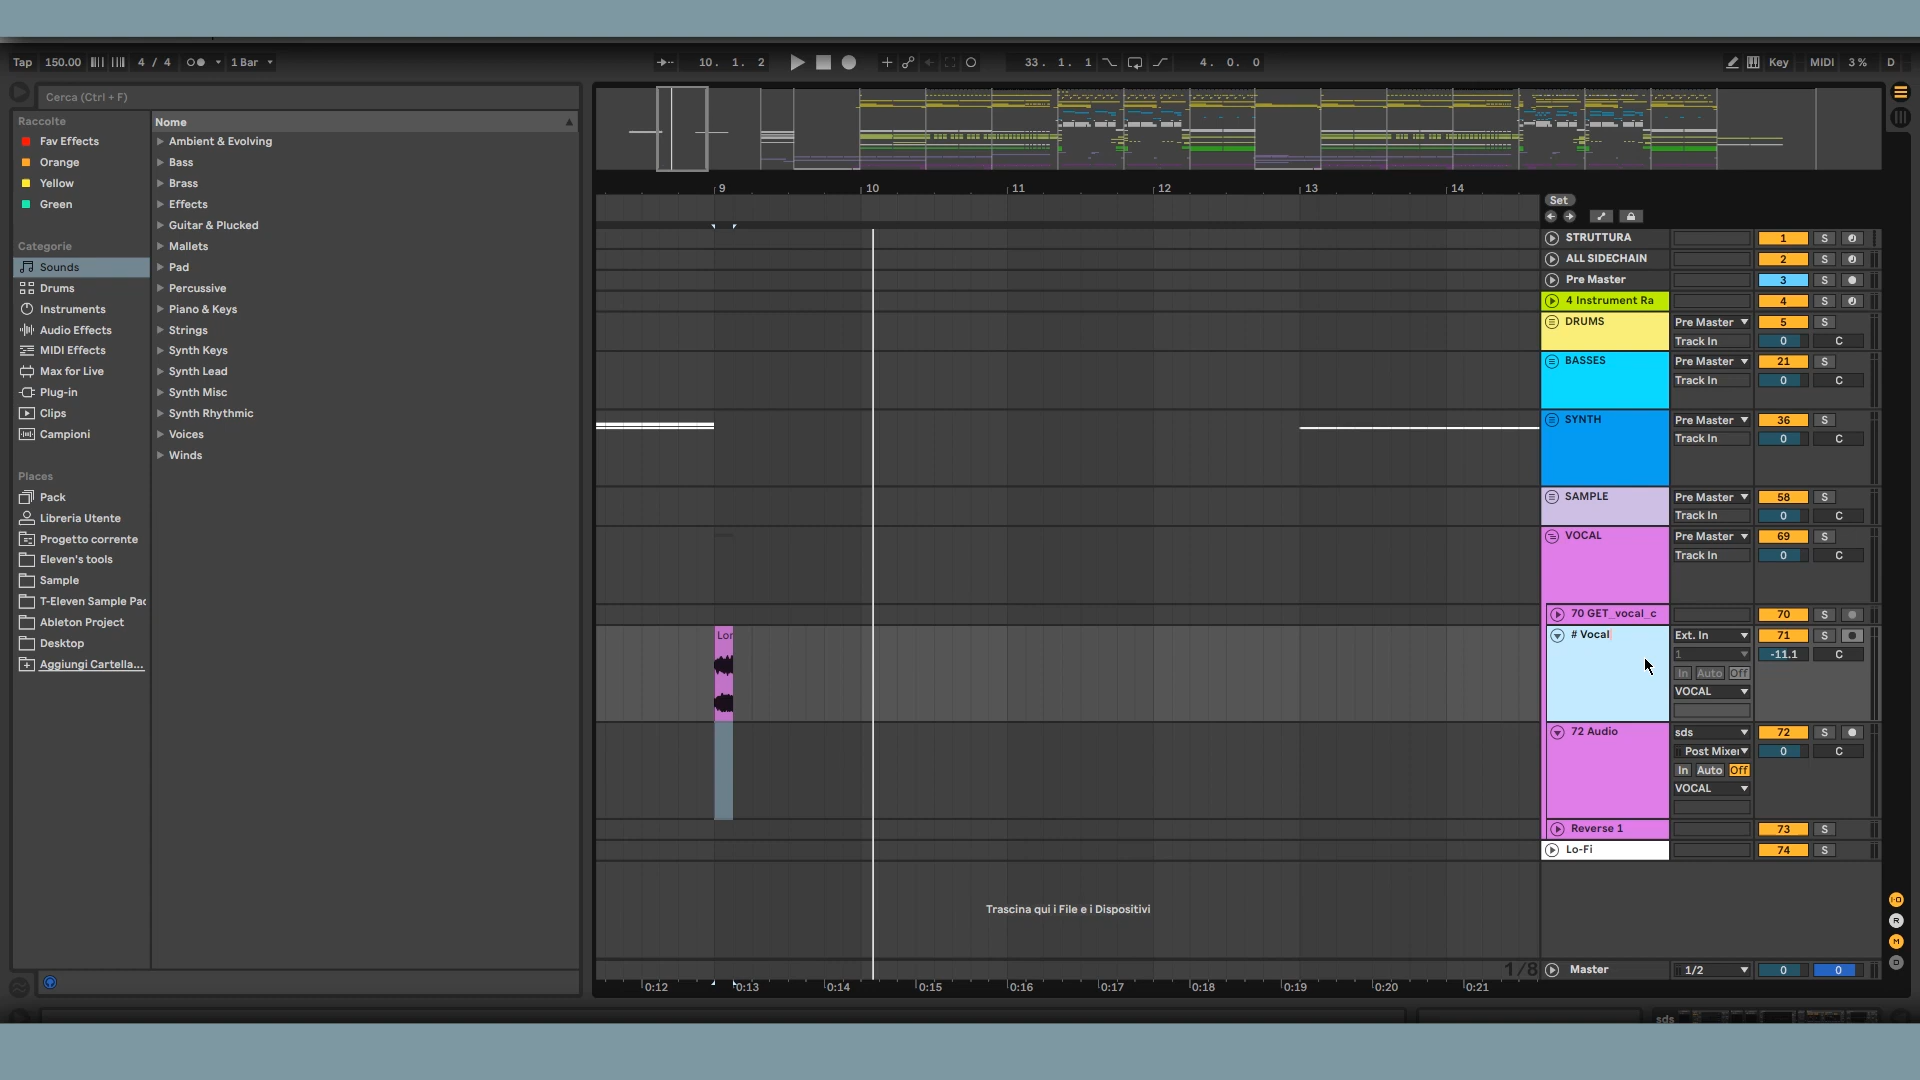 Tap 150.00 4 / 4 1 Bar 10. 1. 2 33. 1. 1 4. 0. 0 Key MIDI 3 % D
Cerca (Ctrl + F)
Raccolte
Fav Effects
Orange
Yellow
Green
Categorie
Sounds
Drums
Instruments
Audio Effects
MIDI Effects
Max for Live
Plug-in
Clips
Campioni
Places
Pack
Libreria Utente
Progetto corrente
Eleven's tools
Sample
T-Eleven Sample Pac
Ableton Project
Desktop
Aggiungi Cartella...
Nome
Ambient & Evolving
Bass
Brass
Effects
Guitar & Plucked
Mallets
Pad
Percussive
Piano & Keys
Strings
Synth Keys
Synth Lead
Synth Misc
Synth Rhythmic
Voices
Winds
9 10 11 12 13 14
Set
STRUTTURA 1 S
ALL SIDECHAIN 2 S
Pre Master 3 S
4 Instrument Ra 4 S
DRUMS Pre Master 5 S
Track In 0 C
BASSES Pre Master 21 S
Track In 0 C
SYNTH Pre Master 36 S
Track In 0 C
SAMPLE Pre Master 58 S
Track In 0 C
VOCAL Pre Master 69 S
Track In 0 C
70 GET_vocal_c 70 S
Lor
# Vocal Ext. In 71 S
1 -11.1 C
In Auto Off
VOCAL
72 Audio sds 72 S
Post Mixer 0 C
In Auto Off
VOCAL
Reverse 1 73 S
Lo-Fi 74 S
Trascina qui i File e i Dispositivi
1/8
Master 1/2 0 0
0:12 0:13 0:14 0:15 0:16 0:17 0:18 0:19 0:20 0:21
I·O
R
M
D
sds